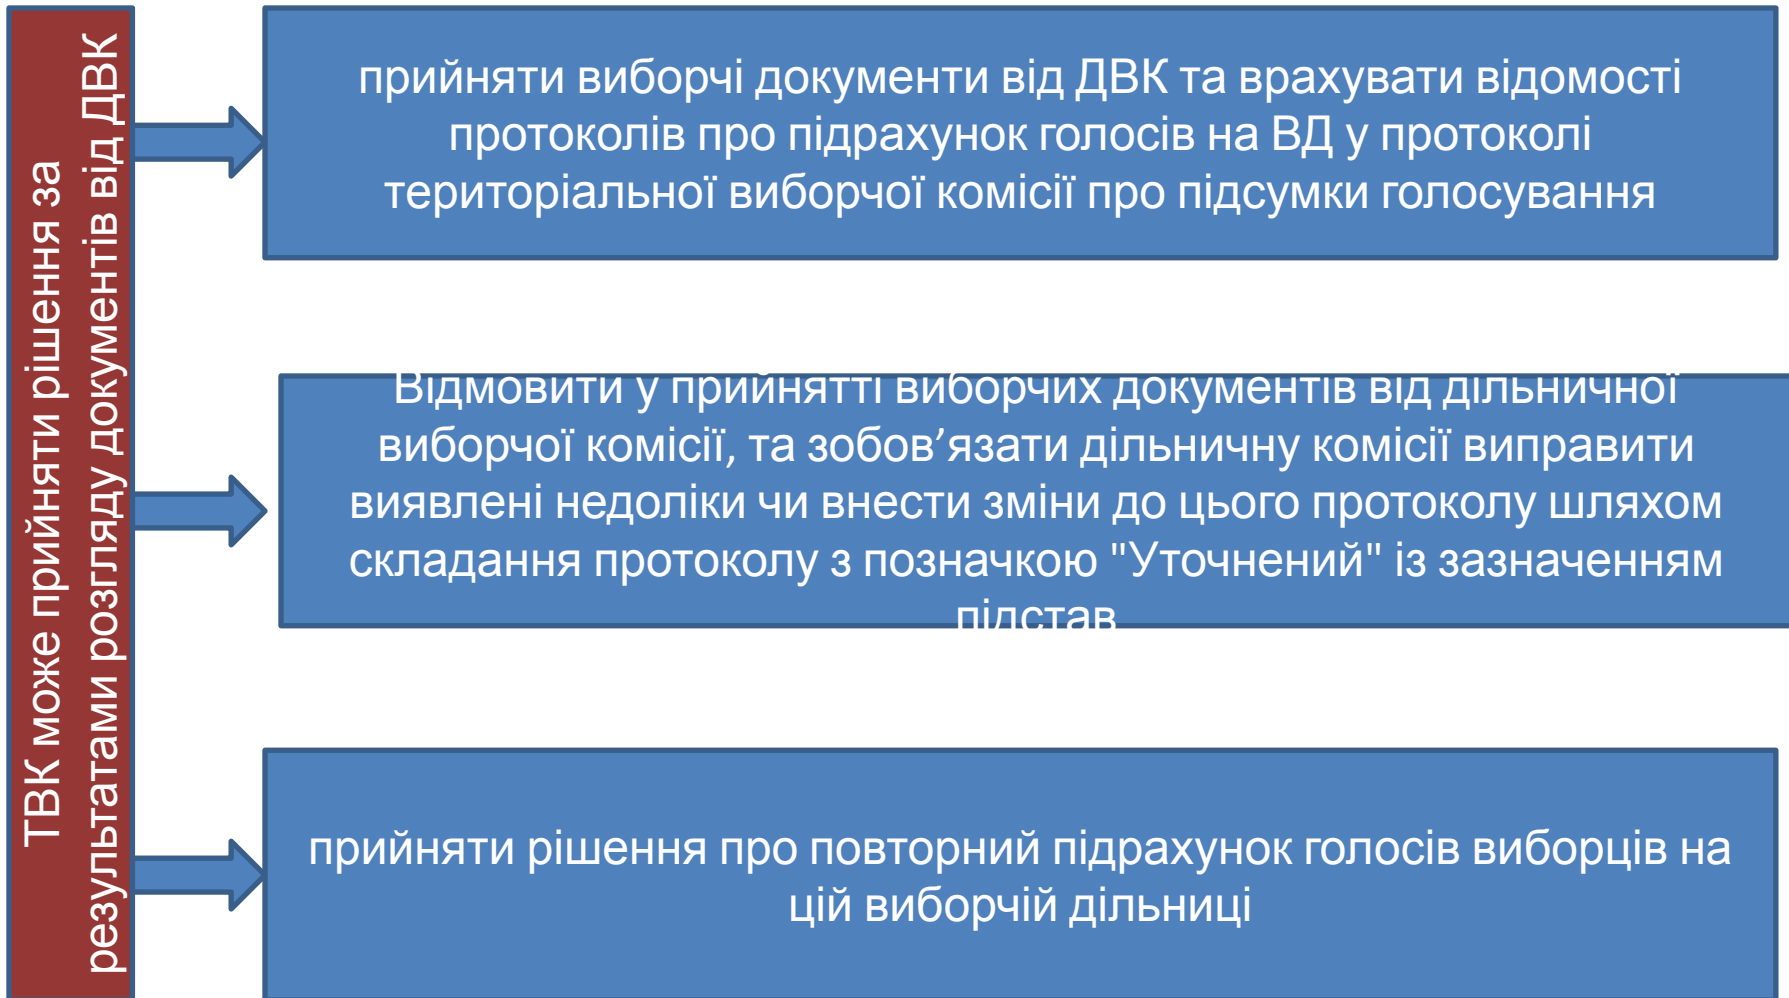 ТВК може прийняти рішення за
результатами розгляду документів від ДВК
прийняти виборчі документи від ДВК та врахувати відомості
протоколів про підрахунок голосів на ВД у протоколі
територіальної виборчої комісії про підсумки голосування
Відмовити у прийнятті виборчих документів від дільничної
виборчої комісії, та зобов’язати дільничну комісії виправити
виявлені недоліки чи внести зміни до цього протоколу шляхом
складання протоколу з позначкою "Уточнений" із зазначенням
підстав
прийняти рішення про повторний підрахунок голосів виборців на
цій виборчій дільниці